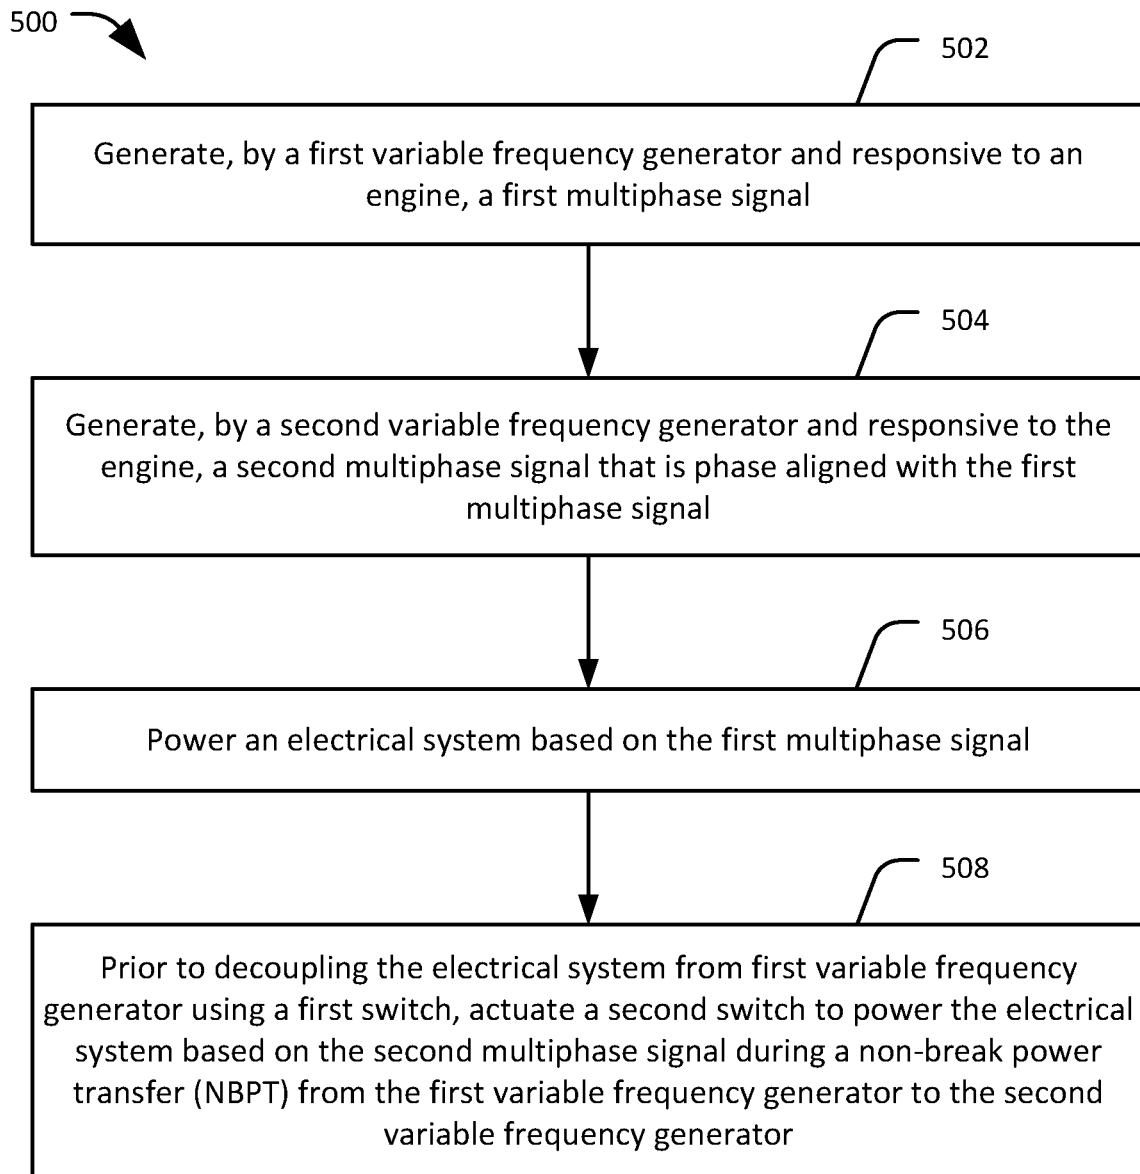 500
502
Generate, by a first variable frequency generator and responsive to an
engine, a first multiphase signal
504
Generate, by a second variable frequency generator and responsive to the
engine, a second multiphase signal that is phase aligned with the first
multiphase signal
506
Power an electrical system based on the first multiphase signal
508
Prior to decoupling the electrical system from first variable frequency
generator using a first switch, actuate a second switch to power the electrical
system based on the second multiphase signal during a non-break power
transfer (NBPT) from the first variable frequency generator to the second
variable frequency generator